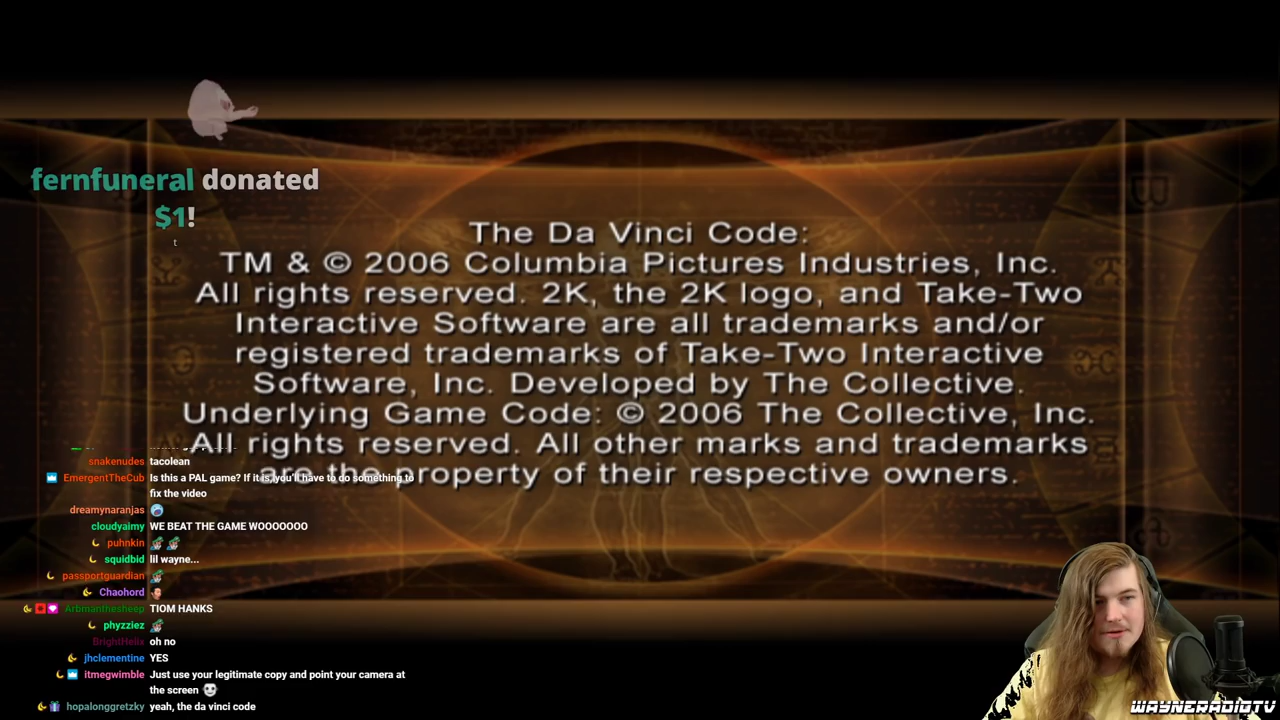 fernfuneral donated
$1!
t
The Da Vinci Code:
TM & © 2006 Columbia Pictures Industries, Inc.
All rights reserved. 2K, the 2K logo, and Take-Two
Interactive Software are all trademarks and/or
registered trademarks of Take-Two Interactive
Software, Inc. Developed by The Collective.
Underlying Game Code: © 2006 The Collective, Inc.
All rights reserved. All other marks and trademarks
are the property of their respective owners.
snakenudes tacolean
EmergentTheCub Is this a PAL game? If it is, you'll have to do something to
fix the video
dreamynaranjas
cloudyaimy WE BEAT THE GAME WOOOOOOO
puhnkin
squidbid lil wayne...
passportguardian
Chaohord
Arbmanthesheep TIOM HANKS
phyzziez
BrightHelix oh no
jhclementine YES
itmegwimble Just use your legitimate copy and point your camera at
the screen
hopalonggretzky yeah, the da vinci code
WAYNERADIOTV